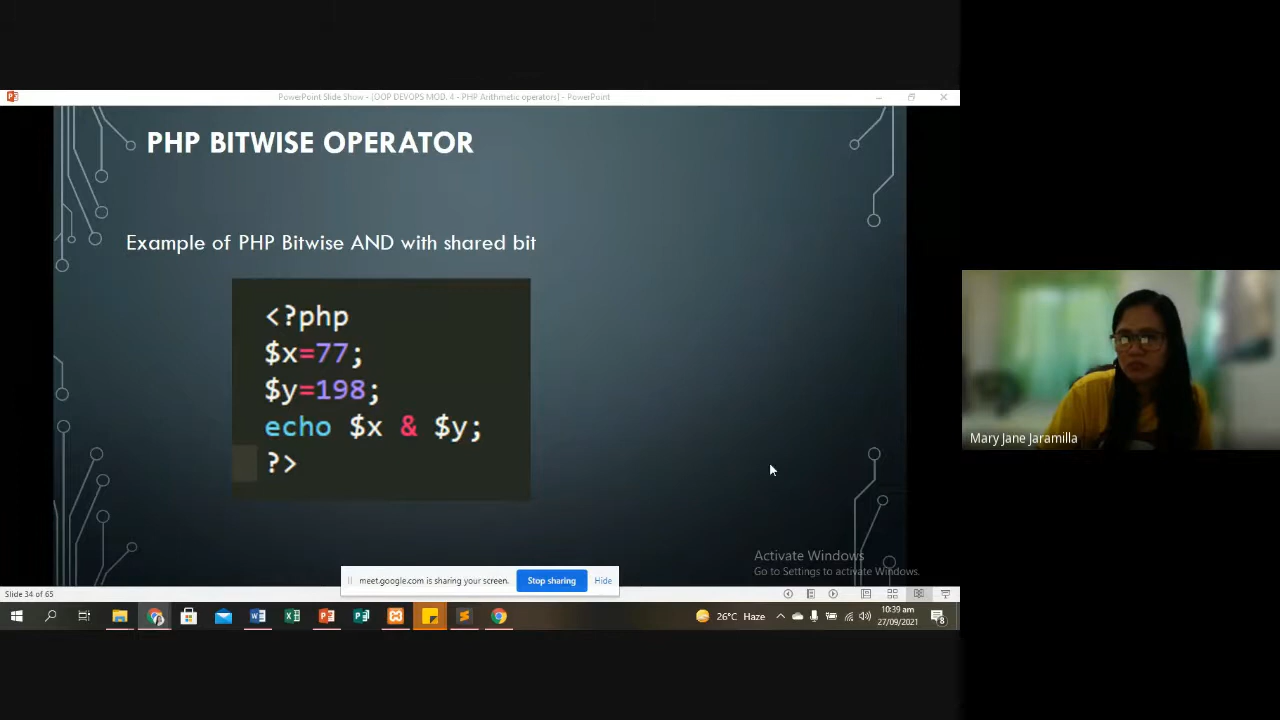 PowerPoint Slide Show - [OOP DEVOPS MOD. 4 - PHP Arithmetic operators] - PowerPoint
PHP BITWISE OPERATOR
Example of PHP Bitwise AND with shared bit
<?php
$x=77;
$y=198;
echo $x & $y;
?>
Mary Jane Jaramilla
Activate Windows
Go to Settings to activate Windows.
meet.google.com is sharing your screen.
Stop sharing
Hide
Slide 34 of 65
26°C Haze
10:39 am
27/09/2021
8